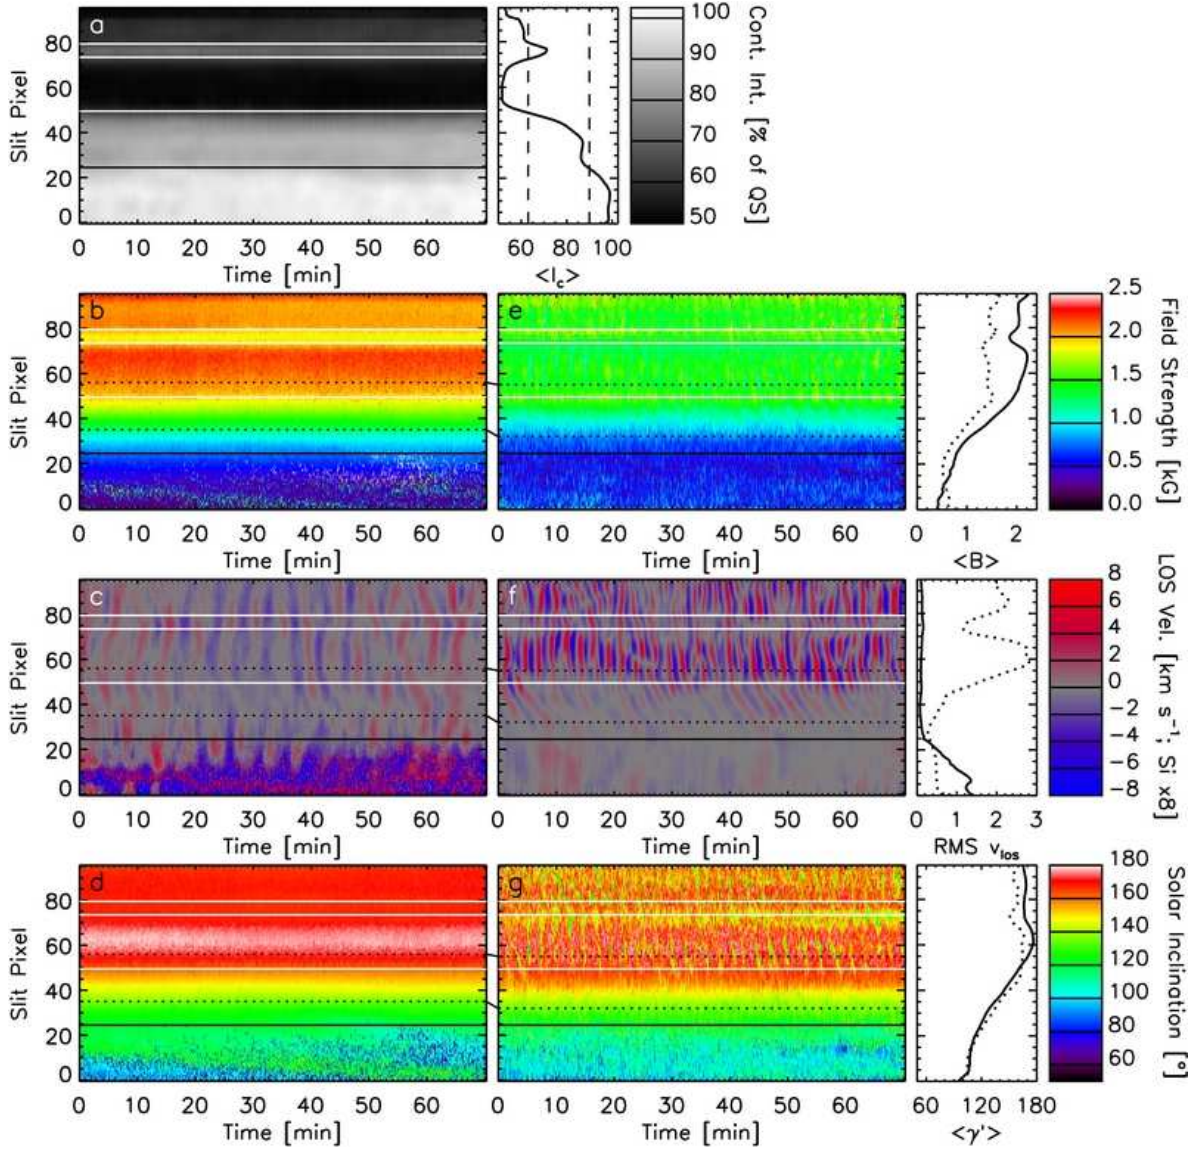 a
Slit Pixel
80
60
40
20
0
0 10 20 30 40 50 60
Time [min]
60 80 100
<I_c>
100
90
80
70
60
50
Cont. Int. [% of QS]
b
Slit Pixel
80
60
40
20
0
0 10 20 30 40 50 60
Time [min]
e
0 10 20 30 40 50 60
Time [min]
0 1 2
<B>
2.5
2.0
1.5
1.0
0.5
0.0
Field Strength [kG]
c
Slit Pixel
80
60
40
20
0
0 10 20 30 40 50 60
Time [min]
f
0 10 20 30 40 50 60
Time [min]
0 1 2 3
RMS v_los
8
6
4
2
0
−2
−4
−6
−8
LOS Vel. [km s⁻¹; Si x8]
d
Slit Pixel
80
60
40
20
0
0 10 20 30 40 50 60
Time [min]
g
0 10 20 30 40 50 60
Time [min]
60 120 180
<γ'>
180
160
140
120
100
80
60
Solar Inclination [°]